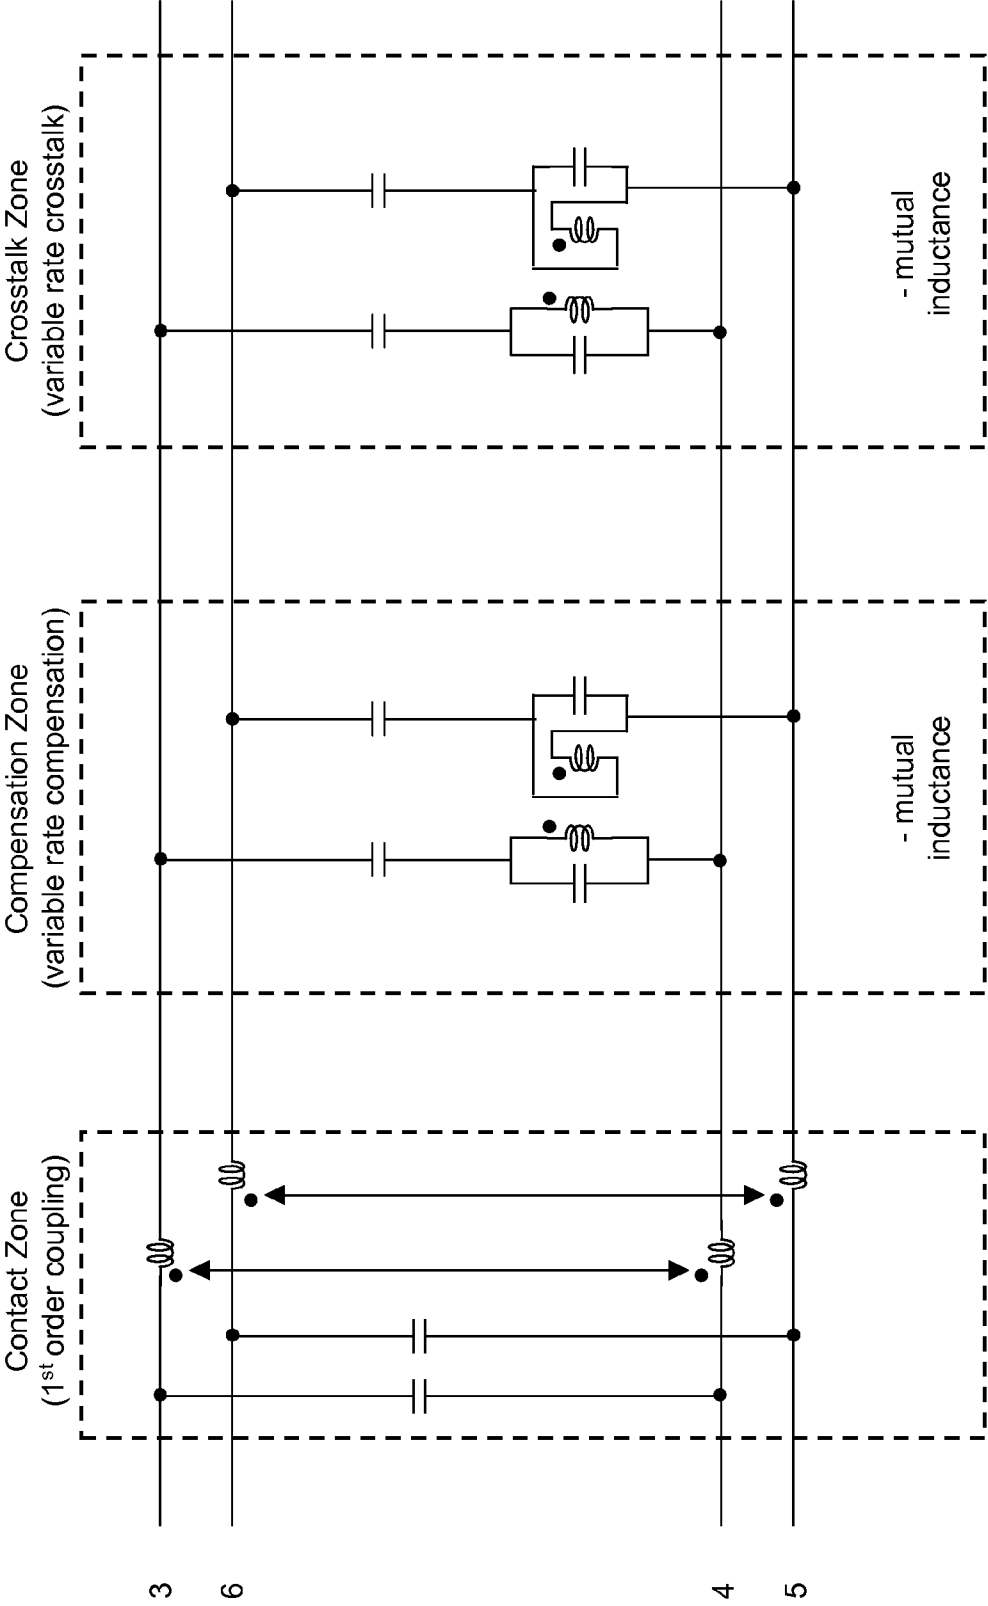 Contact Zone
(1st order coupling)
Compensation Zone
(variable rate compensation)
Crosstalk Zone
(variable rate crosstalk)
3
6
4
5
- mutual
inductance
- mutual
inductance